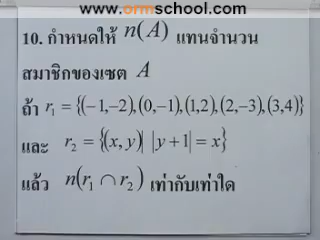 www.ormschool.com
10. กำหนดให้ n(A) แทนจำนวน
สมาชิกของเซต A
ถ้า r₁ = {(−1,−2),(0,−1),(1,2),(2,−3),(3,4)}
และ r₂ = {(x, y)| |y+1| = x}
แล้ว n(r₁ ∩ r₂) เท่ากับเท่าใด